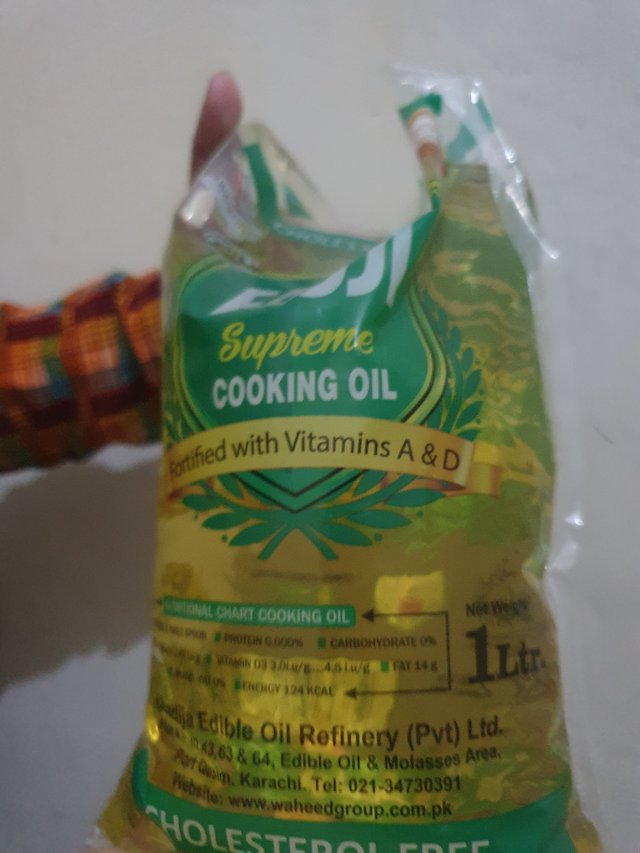 Supreme
COOKING OIL
Fortified with Vitamins A & D
CHART COOKING OIL
PROTEIN 0.000% CARBOHYDRATE 0%
VITAMIN D3 FAT 14 g
ENERGY 124 KCAL
Net Weight
1Ltr.
Edible Oil Refinery (Pvt) Ltd.
63 & 64, Edible Oil & Molasses Area,
Port Qasim, Karachi. Tel: 021-34730391
Website: www.waheedgroup.com.pk
CHOLESTEROL FREE